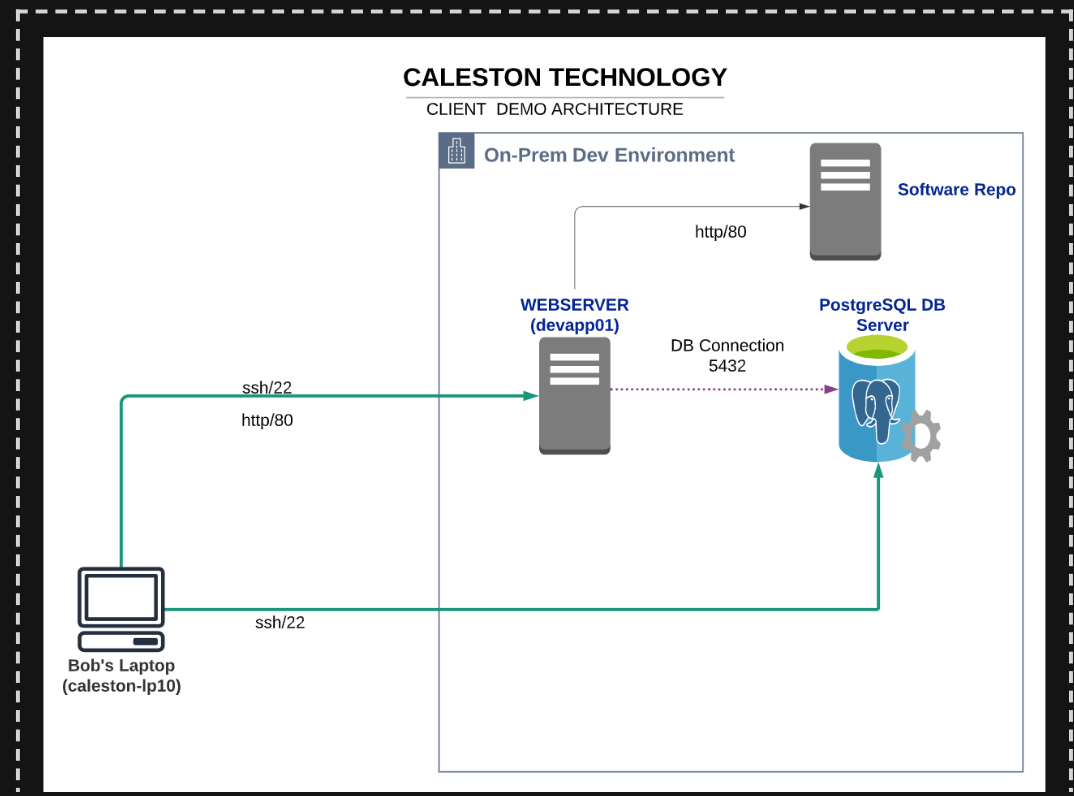 CALESTON TECHNOLOGY
CLIENT DEMO ARCHITECTURE
On-Prem Dev Environment
Software Repo
http/80
WEBSERVER
(devapp01)
PostgreSQL DB
Server
DB Connection
5432
ssh/22
http/80
ssh/22
Bob's Laptop
(caleston-lp10)